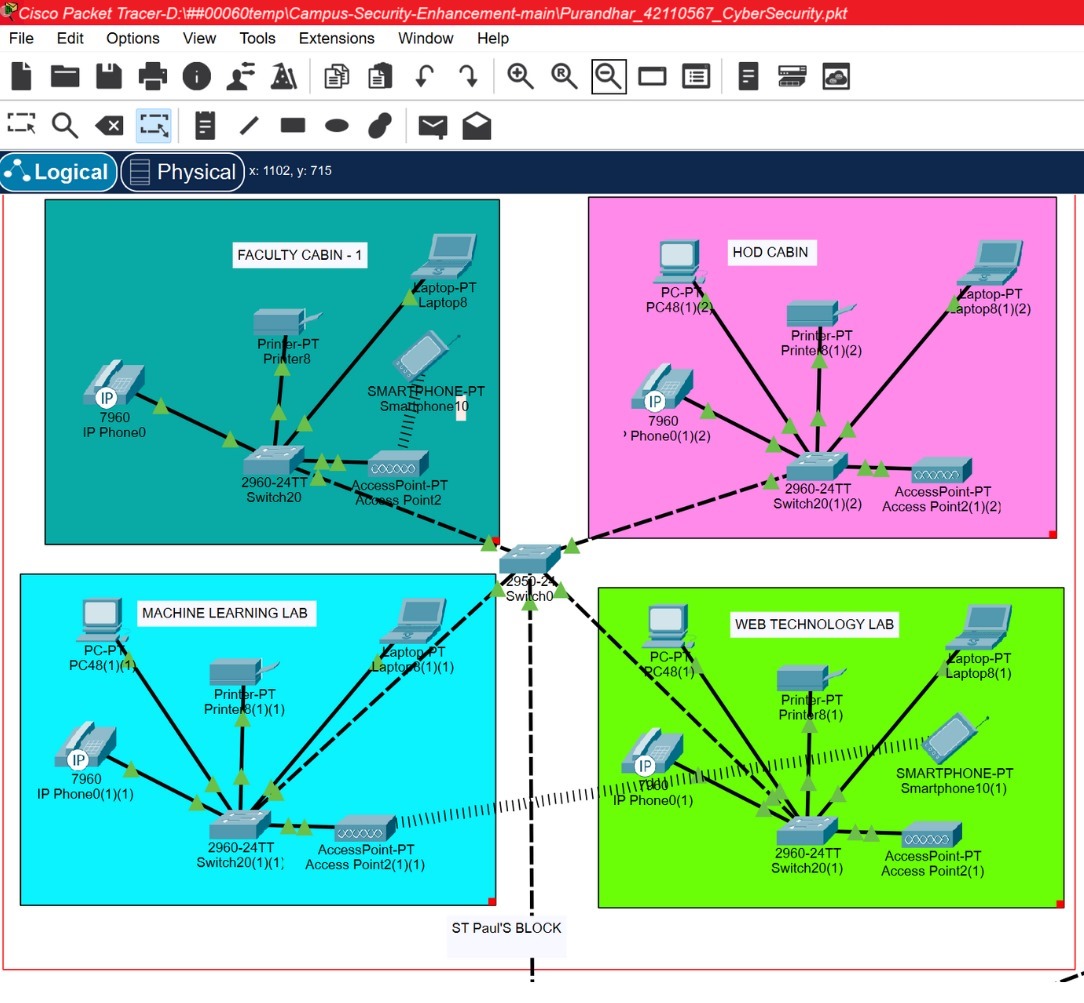 Cisco Packet Tracer-D:\##00060temp\Campus-Security-Enhancement-main\Purandhar_42110567_CyberSecurity.pkt
File Edit Options View Tools Extensions Window Help
Logical Physical x: 1102, y: 715
FACULTY CABIN - 1
Laptop-PT
Laptop8
Printer-PT
Printer8
SMARTPHONE-PT
Smartphone10
IP
7960
IP Phone0
2960-24TT
Switch20
AccessPoint-PT
Access Point2
HOD CABIN
PC-PT
PC48(1)(2)
Laptop-PT
Laptop8(1)(2)
Printer-PT
Printer8(1)(2)
IP
7960
Phone0(1)(2)
2960-24TT
Switch20(1)(2)
AccessPoint-PT
Access Point2(1)(2)
2950-24
Switch0
MACHINE LEARNING LAB
PC-PT
PC48(1)(1)
Laptop-PT
Laptop8(1)(1)
Printer-PT
Printer8(1)(1)
IP
7960
IP Phone0(1)(1)
2960-24TT
Switch20(1)(1)
AccessPoint-PT
Access Point2(1)(1)
WEB TECHNOLOGY LAB
PC-PT
PC48(1)
Laptop-PT
Laptop8(1)
Printer-PT
Printer8(1)
SMARTPHONE-PT
Smartphone10(1)
IP
7960
IP Phone0(1)
2960-24TT
Switch20(1)
AccessPoint-PT
Access Point2(1)
ST Paul'S BLOCK